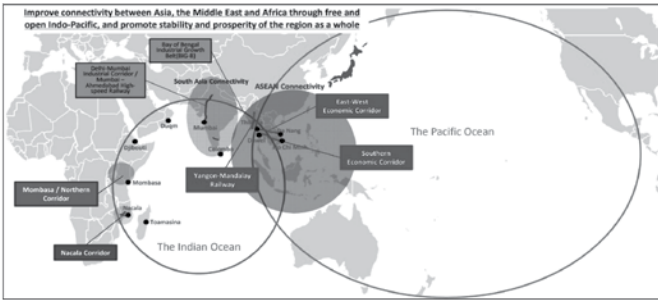 Improve connectivity between Asia, the Middle East and Africa through free and
open Indo-Pacific, and promote stability and prosperity of the region as a whole
Bay of Bengal
Industrial Growth
Belt(BIG-B)
Delhi-Mumbai
Industrial Corridor /
Mumbai –
Ahmedabad High-
speed Railway
South Asia Connectivity
ASEAN Connectivity
East-West
Economic Corridor
The Pacific Ocean
Duqm
Mumbai
Djibouti
Southern
Economic Corridor
Yangon-Mandalay
Railway
Mombasa / Northern
Corridor
Mombasa
Nacala
Toamasina
The Indian Ocean
Nacala Corridor